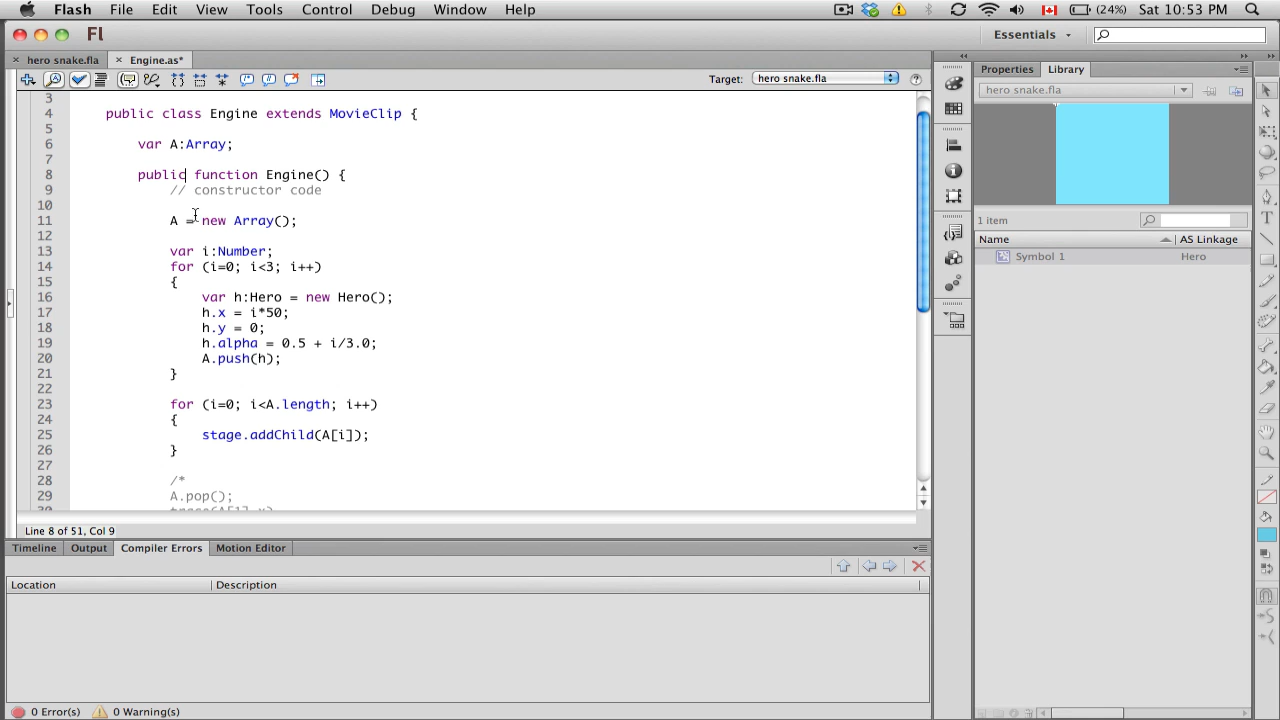 Flash File Edit View Tools Control Debug Window Help (24%) Sat 10:53 PM
Fl Essentials
hero snake.fla Engine.as*
Target: hero snake.fla
3
4 public class Engine extends MovieClip {
5
6 var A:Array;
7
8 public function Engine() {
9 // constructor code
10
11 A = new Array();
12
13 var i:Number;
14 for (i=0; i<3; i++)
15 {
16 var h:Hero = new Hero();
17 h.x = i*50;
18 h.y = 0;
19 h.alpha = 0.5 + i/3.0;
20 A.push(h);
21 }
22
23 for (i=0; i<A.length; i++)
24 {
25 stage.addChild(A[i]);
26 }
27
28 /*
29 A.pop();
30 trace(A[1].x)
Line 8 of 51, Col 9
Timeline Output Compiler Errors Motion Editor
Location Description
0 Error(s) 0 Warning(s)
Properties Library
hero snake.fla
1 item
Name AS Linkage
Symbol 1 Hero